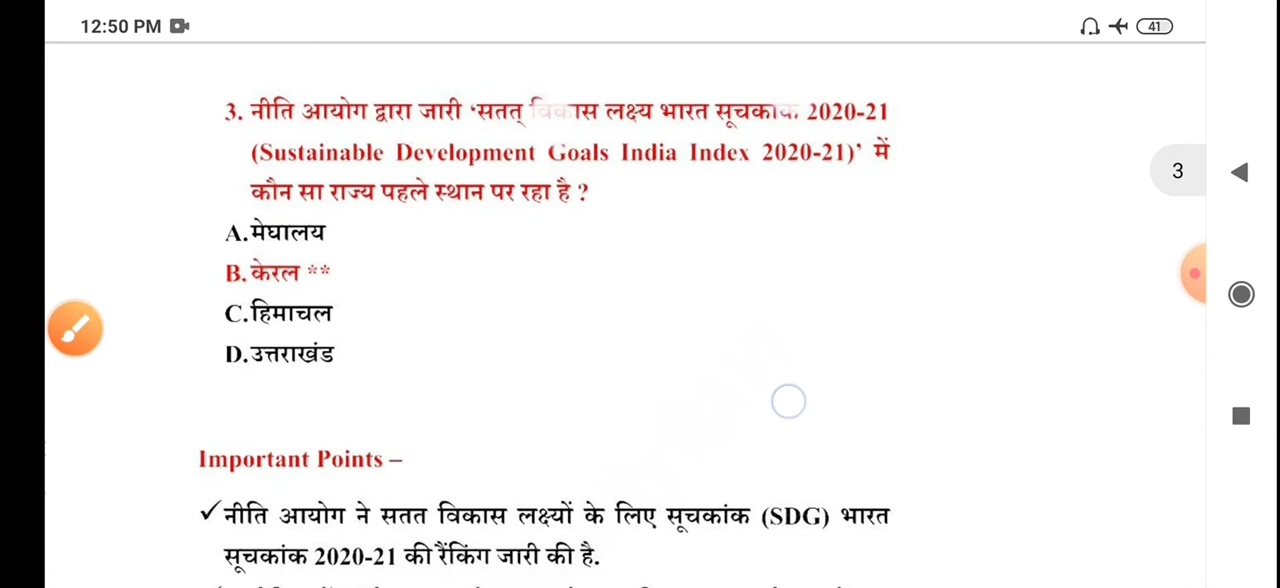 12:50 PM
41
3. नीति आयोग द्वारा जारी ‘सतत् विकास लक्ष्य भारत सूचकांक 2020-21
(Sustainable Development Goals India Index 2020-21)’ में
कौन सा राज्य पहले स्थान पर रहा है ?
3
A.मेघालय
B.केरल **
C.हिमाचल
D.उत्तराखंड
Important Points –
✓नीति आयोग ने सतत विकास लक्ष्यों के लिए सूचकांक (SDG) भारत
सूचकांक 2020-21 की रैंकिंग जारी की है.